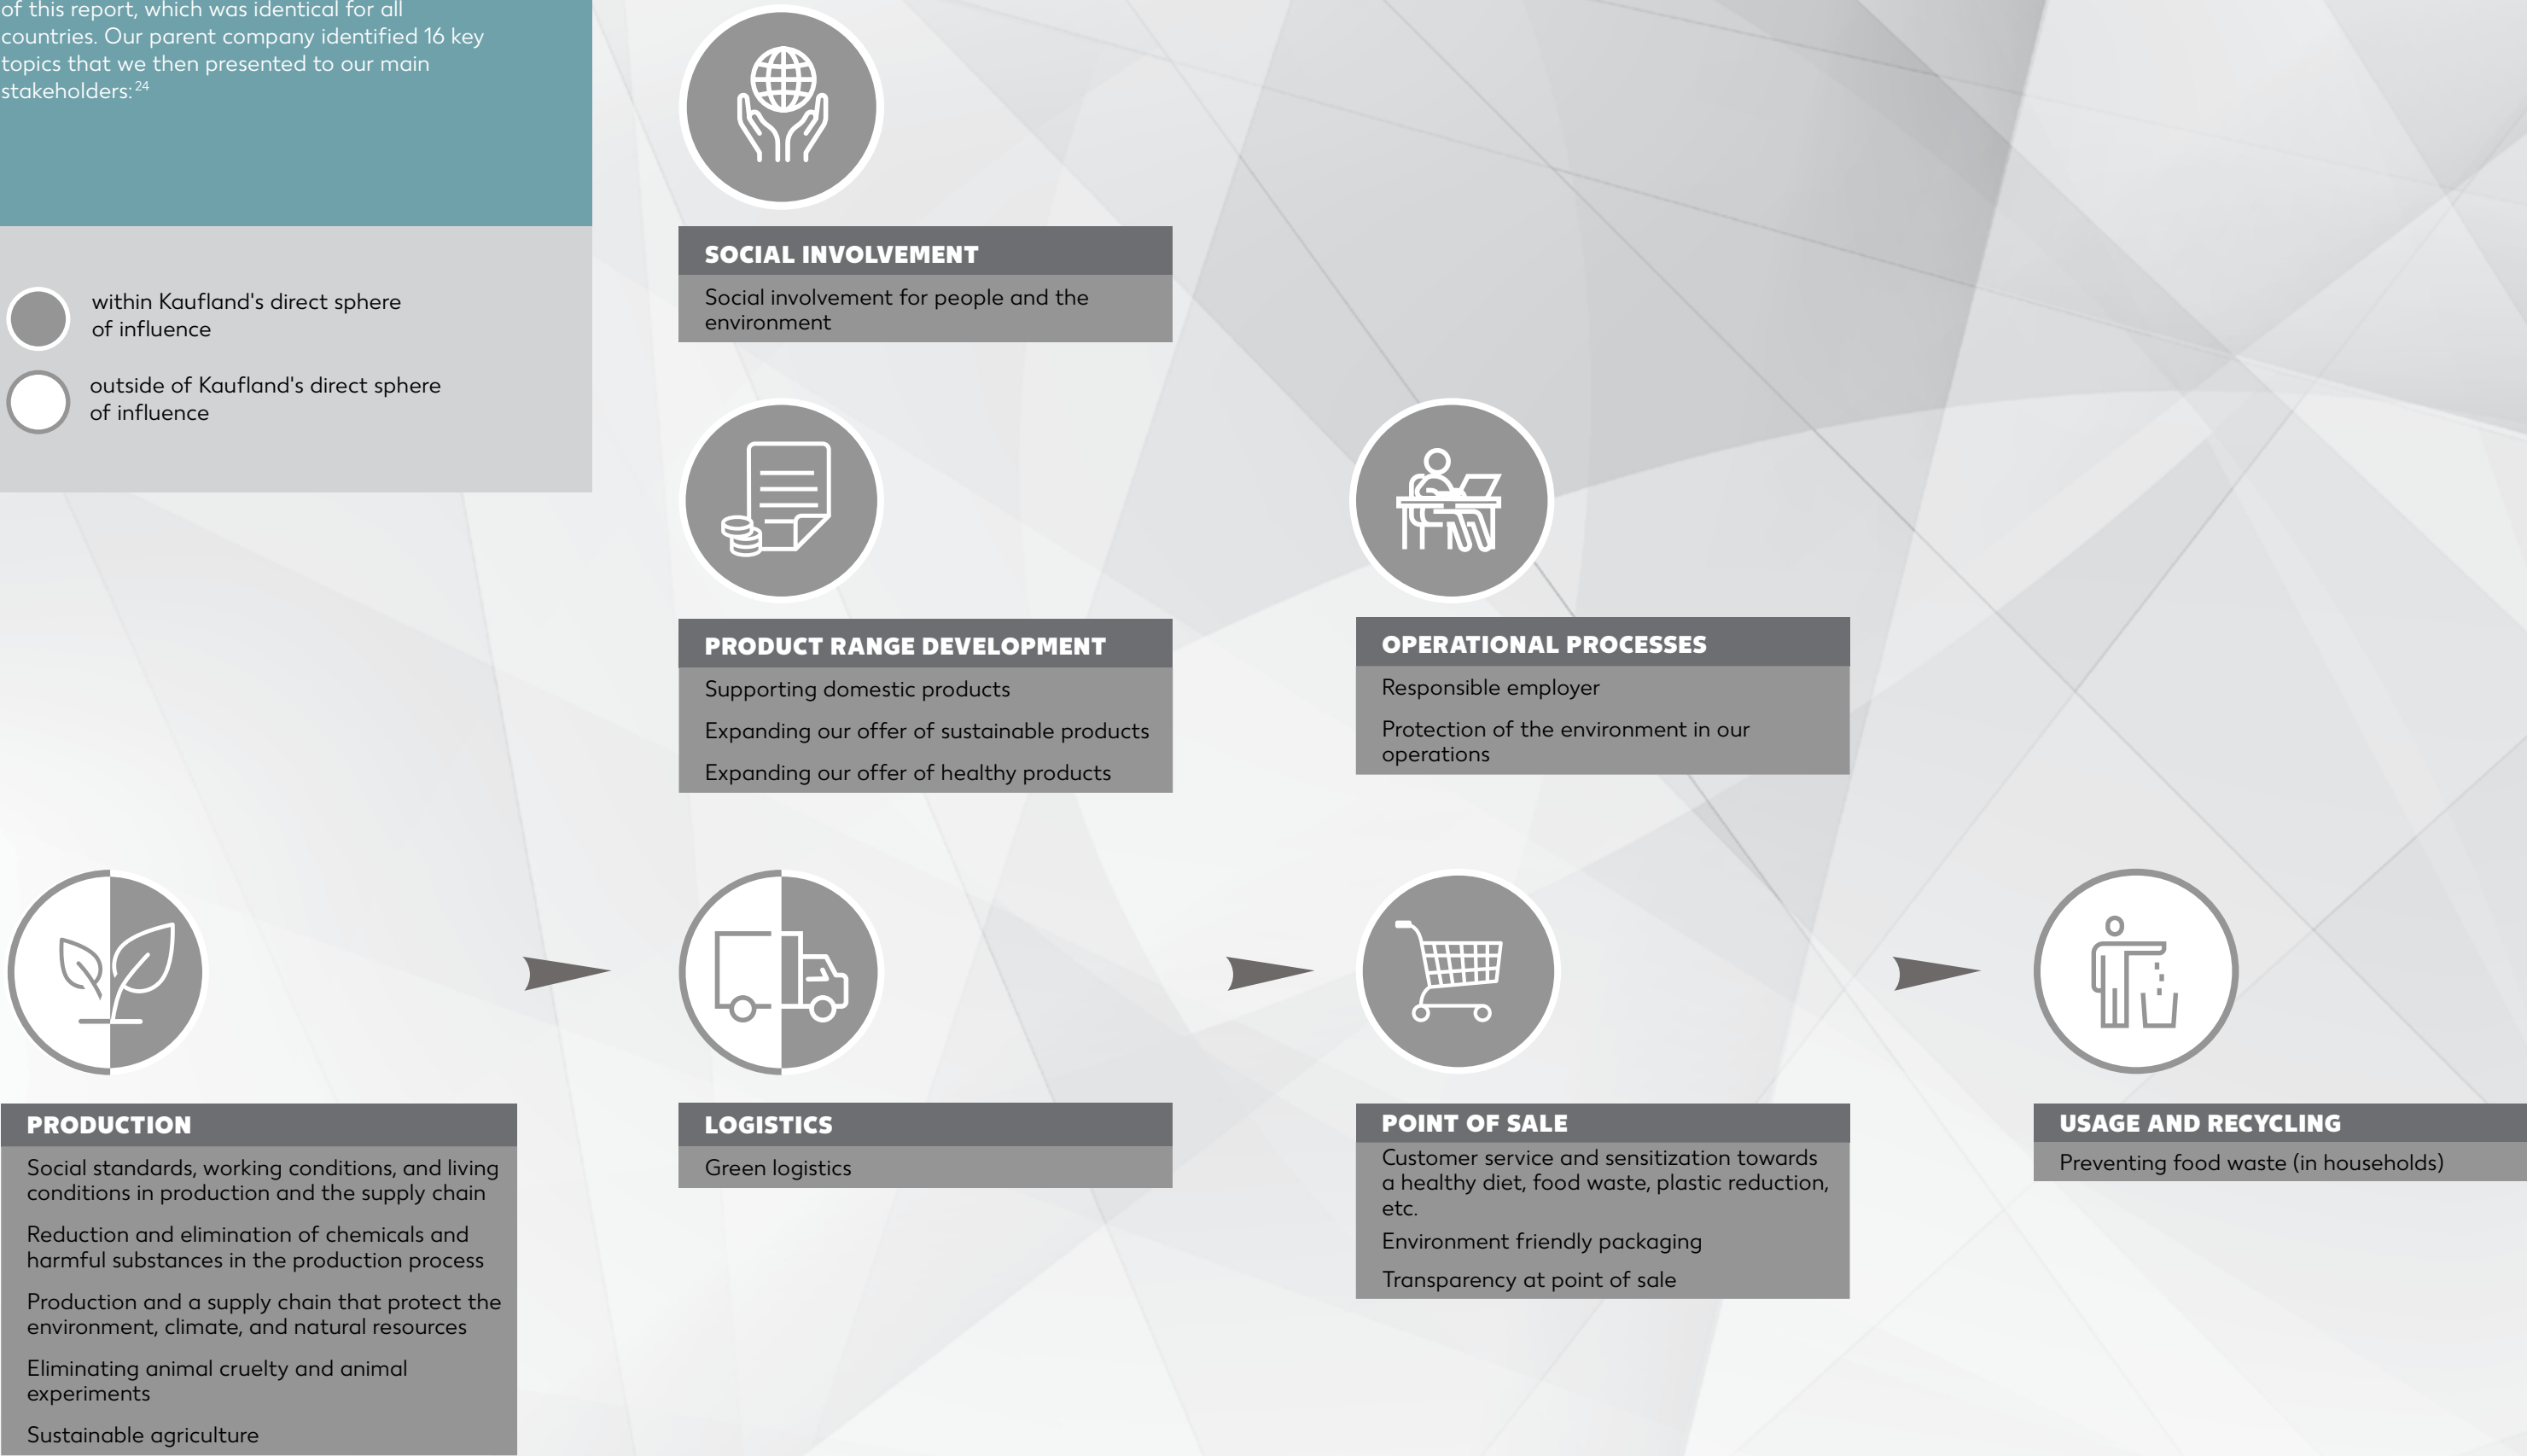 of this report, which was identical for all
countries. Our parent company identified 16 key
topics that we then presented to our main
stakeholders:24
within Kaufland's direct sphere
of influence
outside of Kaufland's direct sphere
of influence
SOCIAL INVOLVEMENT
Social involvement for people and the
environment
PRODUCT RANGE DEVELOPMENT
Supporting domestic products
Expanding our offer of sustainable products
Expanding our offer of healthy products
OPERATIONAL PROCESSES
Responsible employer
Protection of the environment in our
operations
PRODUCTION
Social standards, working conditions, and living
conditions in production and the supply chain
Reduction and elimination of chemicals and
harmful substances in the production process
Production and a supply chain that protect the
environment, climate, and natural resources
Eliminating animal cruelty and animal
experiments
Sustainable agriculture
LOGISTICS
Green logistics
POINT OF SALE
Customer service and sensitization towards
a healthy diet, food waste, plastic reduction,
etc.
Environment friendly packaging
Transparency at point of sale
USAGE AND RECYCLING
Preventing food waste (in households)